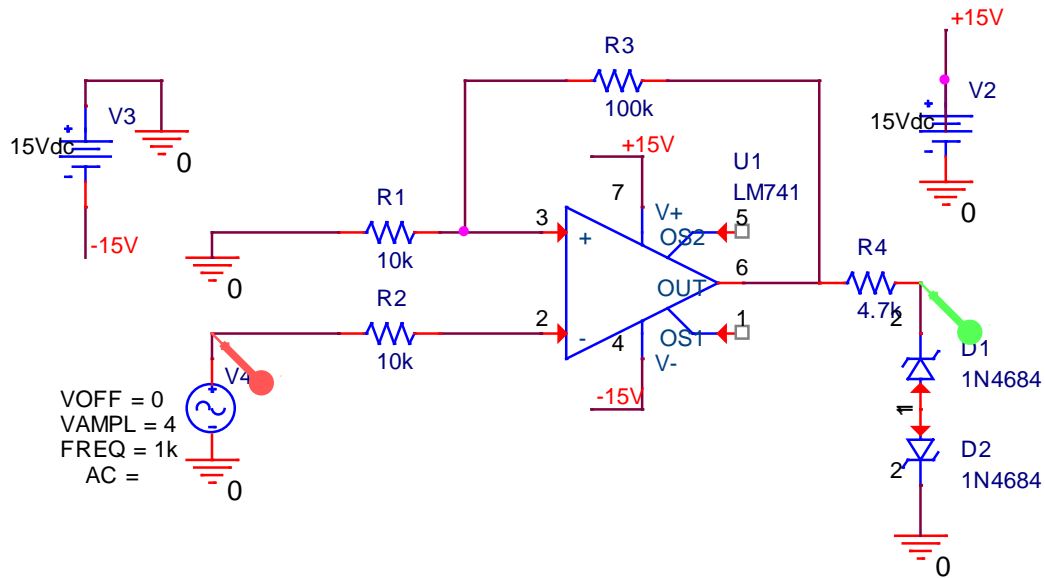 +15V
R3
100k
V3
15Vdc
+
-
0
-15V
V2
15Vdc
+
-
0
+15V
U1
LM741
7
V+
5
OS2
R1
10k
3
+
0
6
OUT
R4
4.7k
R2
10k
2
-
4
V-
1
OS1
-15V
V4
+
-
VOFF = 0
VAMPL = 4
FREQ = 1k
AC =
0
2
D1
1N4684
1
1
D2
1N4684
2
0